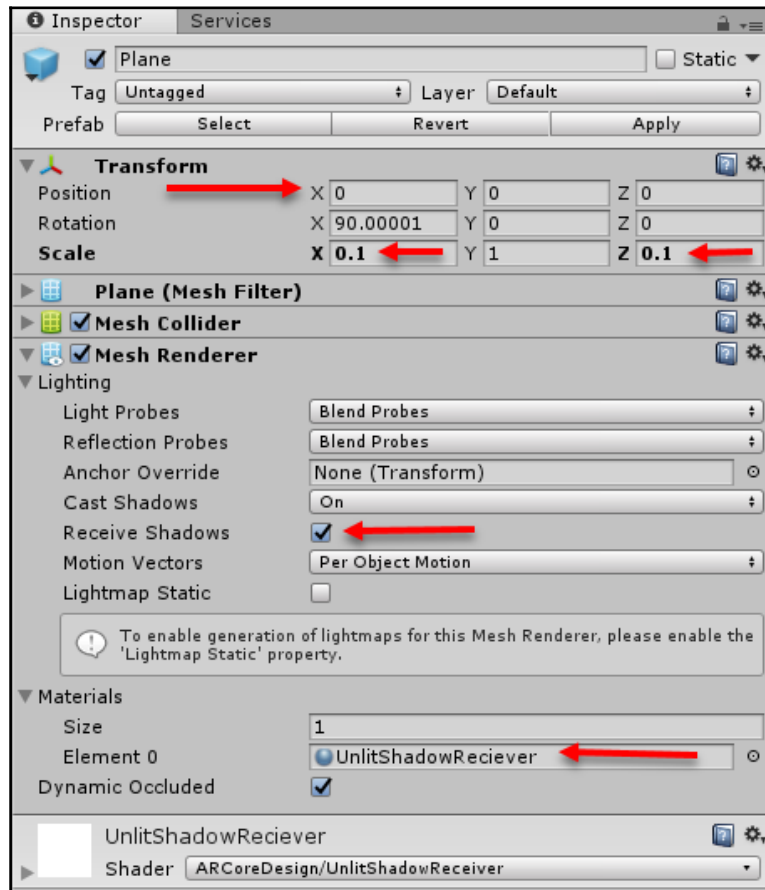 Inspector Services
Plane Static
Tag Untagged Layer Default
Prefab Select Revert Apply
Transform
Position X 0 Y 0 Z 0
Rotation X 90.00001 Y 0 Z 0
Scale X 0.1 Y 1 Z 0.1
Plane (Mesh Filter)
Mesh Collider
Mesh Renderer
Lighting
Light Probes Blend Probes
Reflection Probes Blend Probes
Anchor Override None (Transform)
Cast Shadows On
Receive Shadows
Motion Vectors Per Object Motion
Lightmap Static
To enable generation of lightmaps for this Mesh Renderer, please enable the
'Lightmap Static' property.
Materials
Size 1
Element 0 UnlitShadowReciever
Dynamic Occluded
UnlitShadowReciever
Shader ARCoreDesign/UnlitShadowReceiver